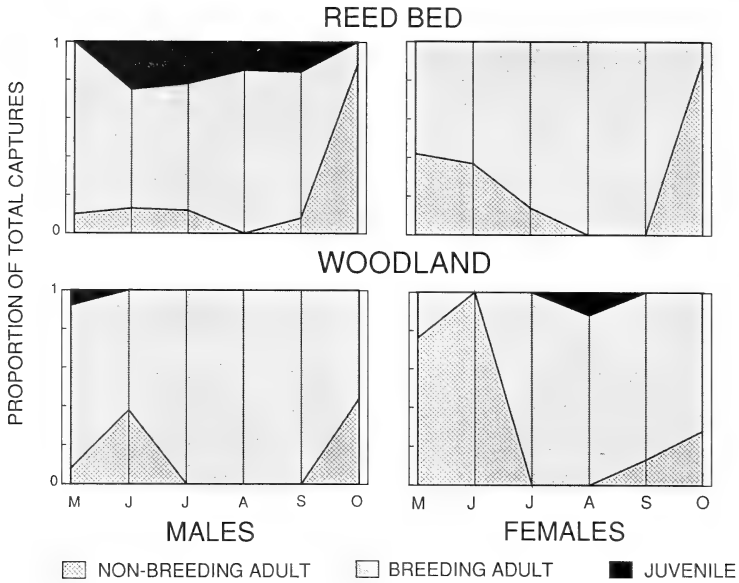 REED BED
1
0
PROPORTION OF TOTAL CAPTURES
WOODLAND
1
0
M J J A S O
M J J A S O
MALES
FEMALES
NON-BREEDING ADULT
BREEDING ADULT
JUVENILE